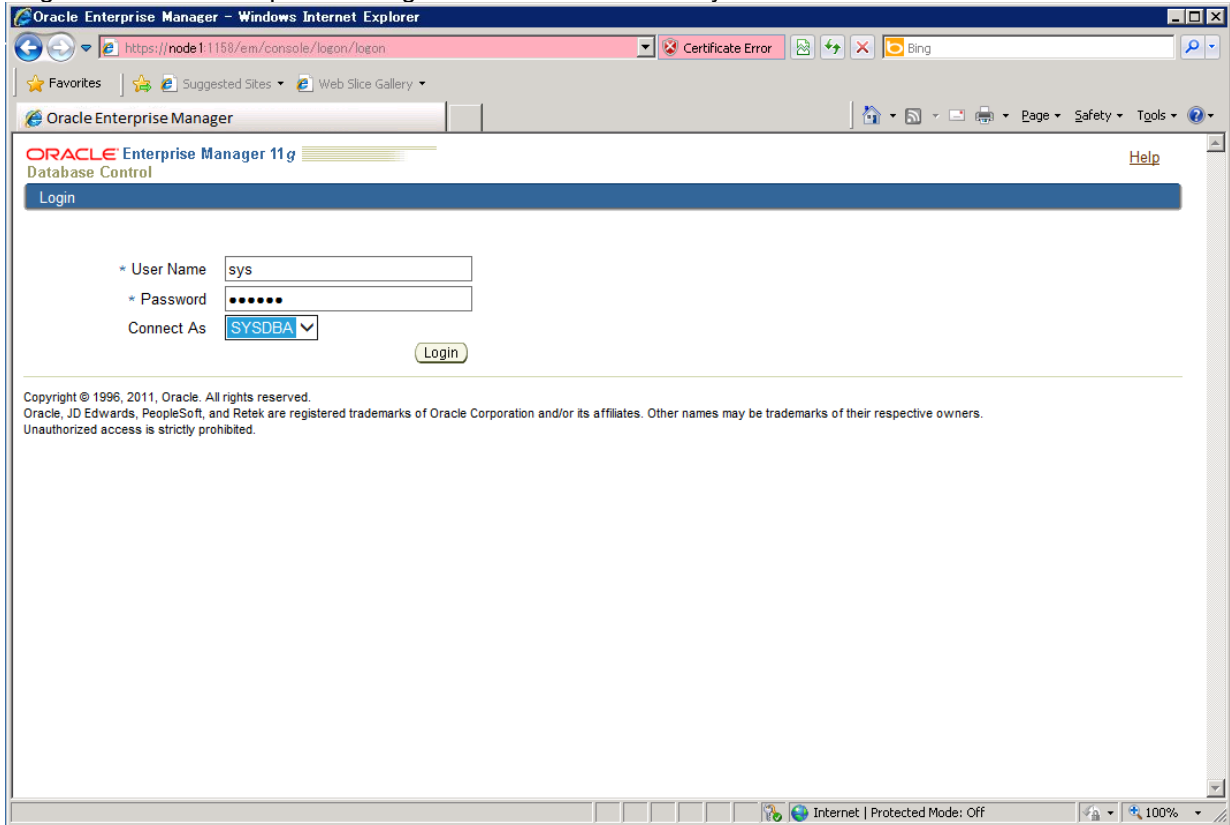 Oracle Enterprise Manager - Windows Internet Explorer
https://node1:1158/em/console/logon/logon
Certificate Error
Bing
Favorites
Suggested Sites
Web Slice Gallery
Oracle Enterprise Manager
Page
Safety
Tools
ORACLE Enterprise Manager 11g
Database Control
Help
Login
* User Name sys
* Password ••••••
Connect As SYSDBA
Login
Copyright © 1996, 2011, Oracle. All rights reserved.
Oracle, JD Edwards, PeopleSoft, and Retek are registered trademarks of Oracle Corporation and/or its affiliates. Other names may be trademarks of their respective owners.
Unauthorized access is strictly prohibited.
Internet | Protected Mode: Off
100%